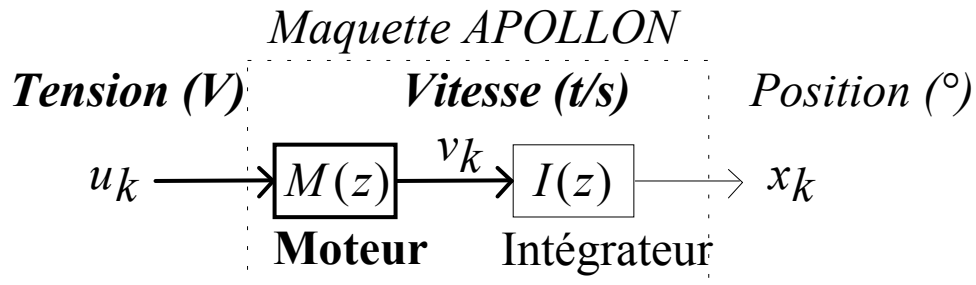 Maquette APOLLON
Tension (V) Vitesse (t/s) Position (°)
u_k M(z) v_k I(z) x_k
Moteur Intégrateur